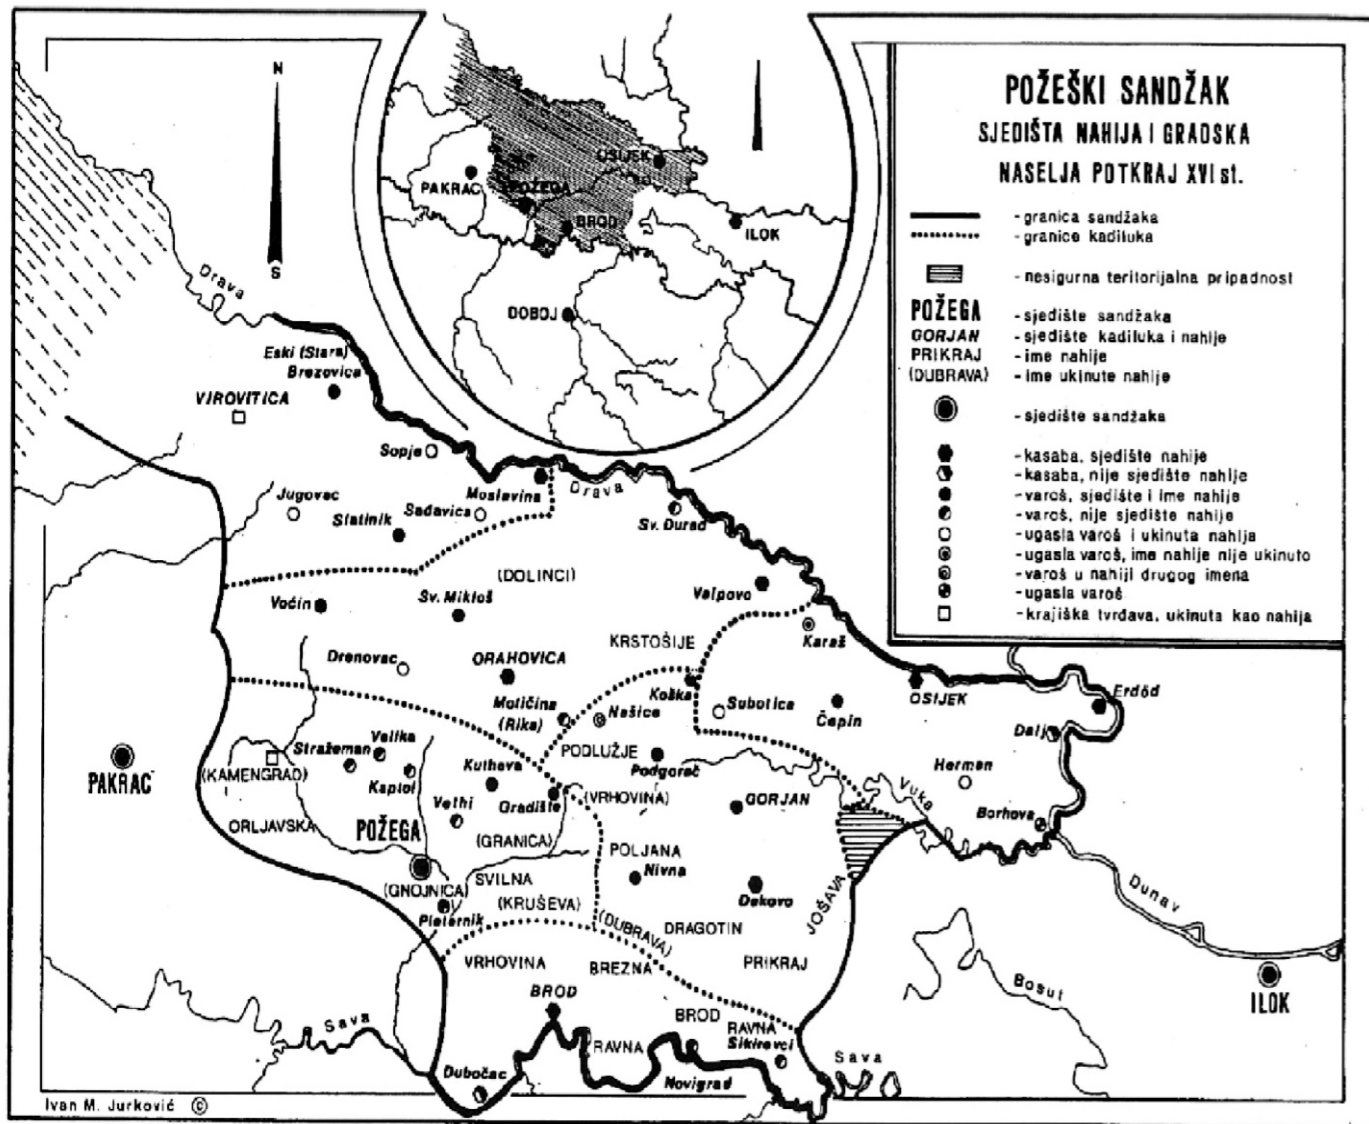 POŽEŠKI SANDŽAK
SJEDIŠTA NAHIJA I GRADSKA
NASELJA POTKRAJ XVI st.
- granica sandžaka
- granice kadiluka
- nesigurna teritorijalna pripadnost
POŽEGA - sjedište sandžaka
GORJAN - sjedište kadiluka i nahije
PRIKRAJ - ime nahije
(DUBRAVA) - ime ukinute nahije
- sjedište sandžaka
- kasaba, sjedište nahije
- kasaba, nije sjedište nahije
- varoš, sjedište i ime nahije
- varoš, nije sjedište nahije
- ugasla varoš i ukinuta nahija
- ugasla varoš, ime nahije nije ukinuto
- varoš u nahiji drugog imena
- ugasla varoš
- krajiška tvrđava, ukinuta kao nahija
N
S
OSIJEK
PAKRAC
POŽEGA
BROD
ILOK
DOBOJ
Drava
Eski (Stara)
Brezovica
VIROVITICA
Sopje
Moslavina
Drava
Jugovac
Slatinik
Sađavica
Sv. Đurađ
(DOLINCI)
Voćin
Sv. Mikloš
Valpovo
Karaš
KRSTOŠIJE
Drenovac
ORAHOVICA
Koška
Subotica
Čepin
OSIJEK
Erdöd
Motičina
(Rika)
Našice
Dalj
Stražeman
Velika
(KAMENGRAD)
Kaptol
Kutheva
PODLUŽJE
Podgorač
Herman
PAKRAC
Vethi
Gradište
(VRHOVINA)
GORJAN
Vuka
Borhova
ORLJAVSKA
POŽEGA
(GRANICA)
POLJANA
Nivna
(GNOJNICA)
SVILNA
(KRUŠEVA)
Đakovo
JOŠAVA
Dunav
Pleternik
(DUBRAVA)
DRAGOTIN
VRHOVINA
BREZNA
PRIKRAJ
Bosut
ILOK
BROD
BROD
RAVNA
Sikirevci
Sava
RAVNA
Sava
Dubočac
Novigrad
Ivan M. Jurković ©